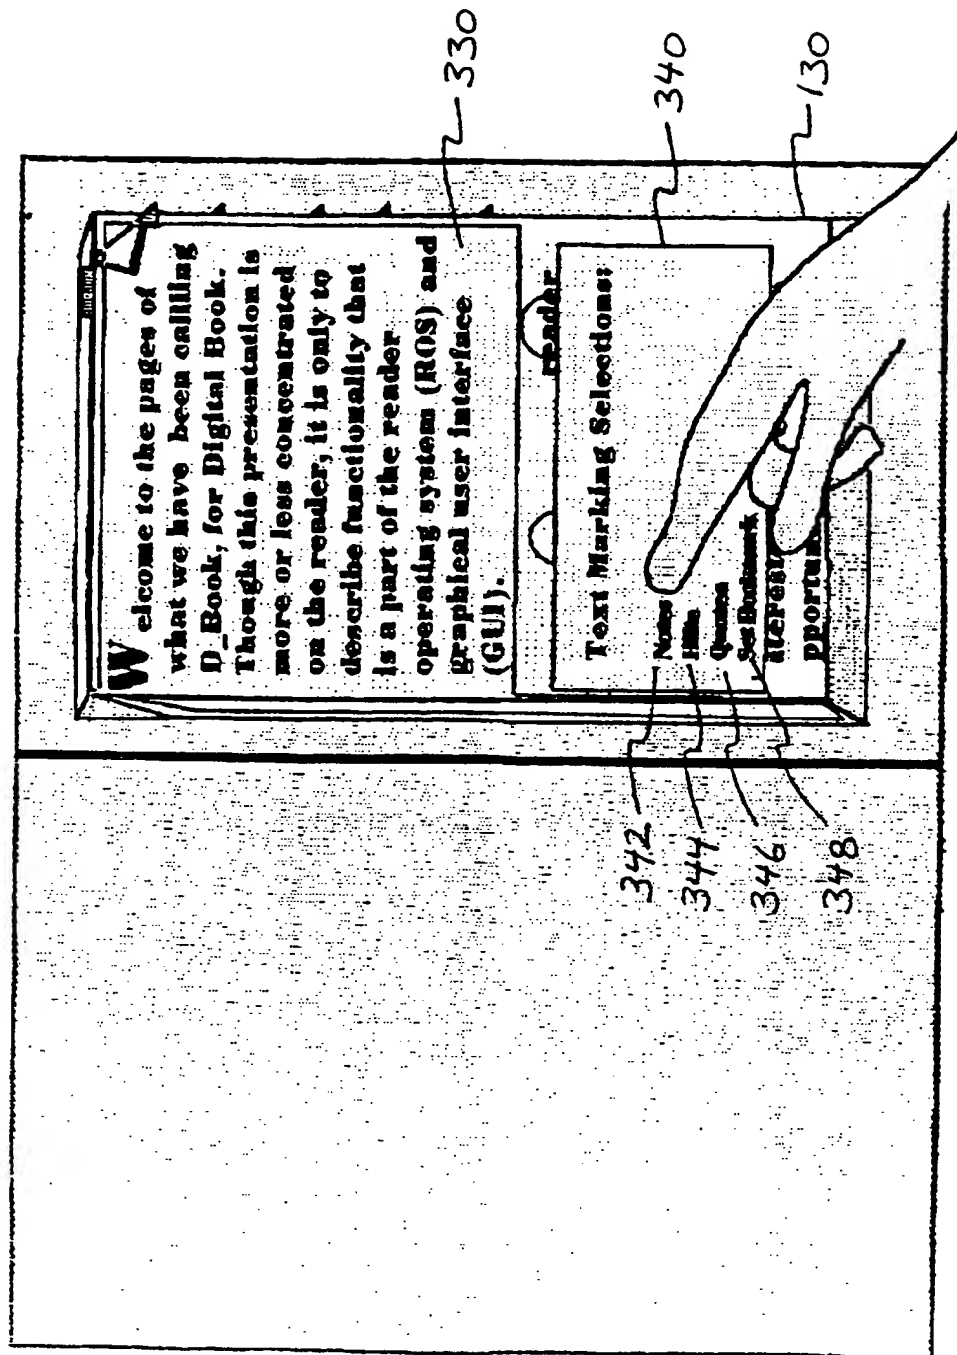 Welcome to the pages of
what we have been calling
D_Book, for Digital Book.
Though this presentation is
more or less concentrated
on the reader, it is only to
describe functionality that
is a part of the reader
operating system (ROS) and
graphical user interface
(GUI).
reader
Text Marking Selections:
Notes
Hilite
Quotes
Set Bookmark
pportun
330
340
130
342
344
346
348